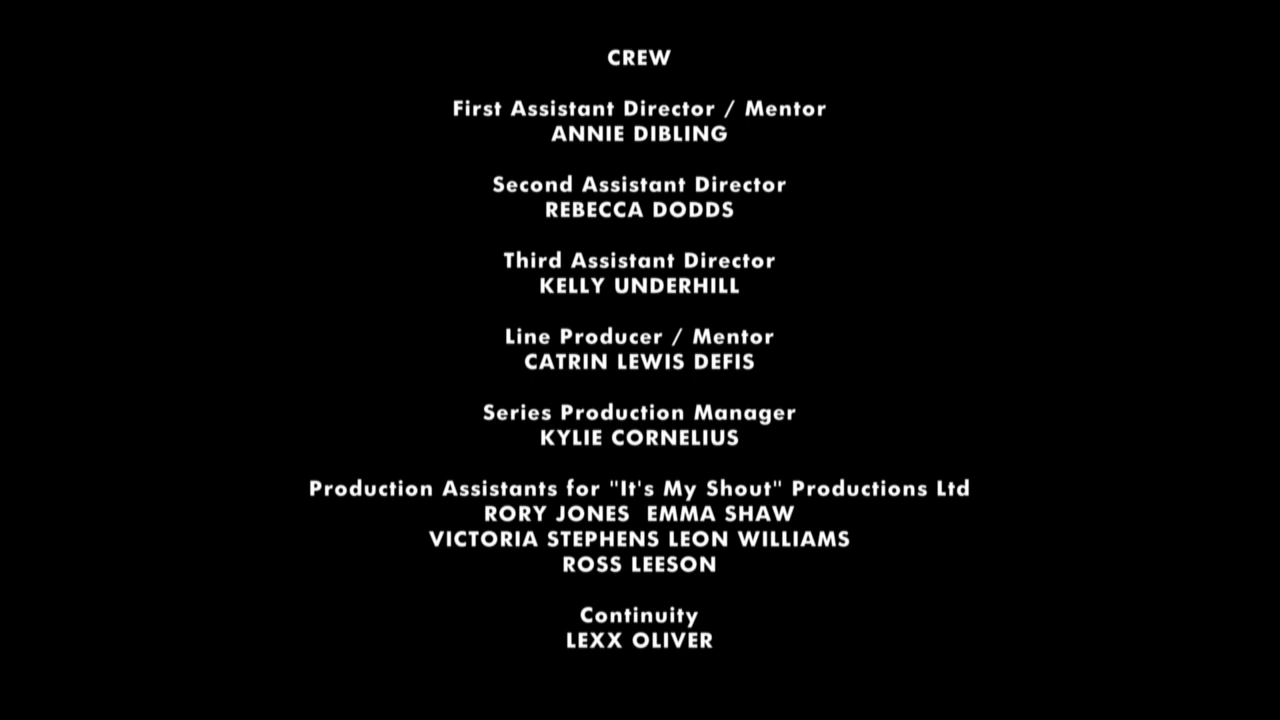 CREW
First Assistant Director / Mentor
ANNIE DIBLING
Second Assistant Director
REBECCA DODDS
Third Assistant Director
KELLY UNDERHILL
Line Producer / Mentor
CATRIN LEWIS DEFIS
Series Production Manager
KYLIE CORNELIUS
Production Assistants for "It's My Shout" Productions Ltd
RORY JONES  EMMA SHAW
VICTORIA STEPHENS LEON WILLIAMS
ROSS LEESON
Continuity
LEXX OLIVER